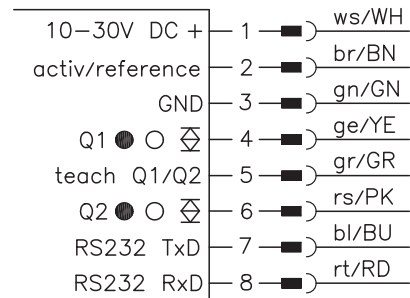 10-30V DC + 1 ws/WH
activ/reference 2 br/BN
GND 3 gn/GN
Q1 4 ge/YE
teach Q1/Q2 5 gr/GR
Q2 6 rs/PK
RS232 TxD 7 bl/BU
RS232 RxD 8 rt/RD